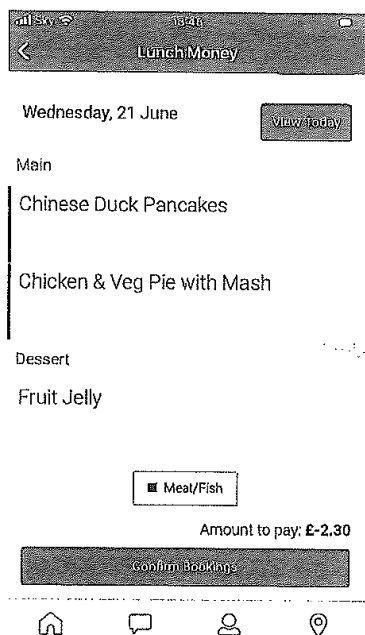 Sky
Lunch Money
Wednesday, 21 June
View Today
Main
Chinese Duck Pancakes
Chicken & Veg Pie with Mash
Dessert
Fruit Jelly
Meat/Fish
Amount to pay: £-2.30
Confirm Bookings